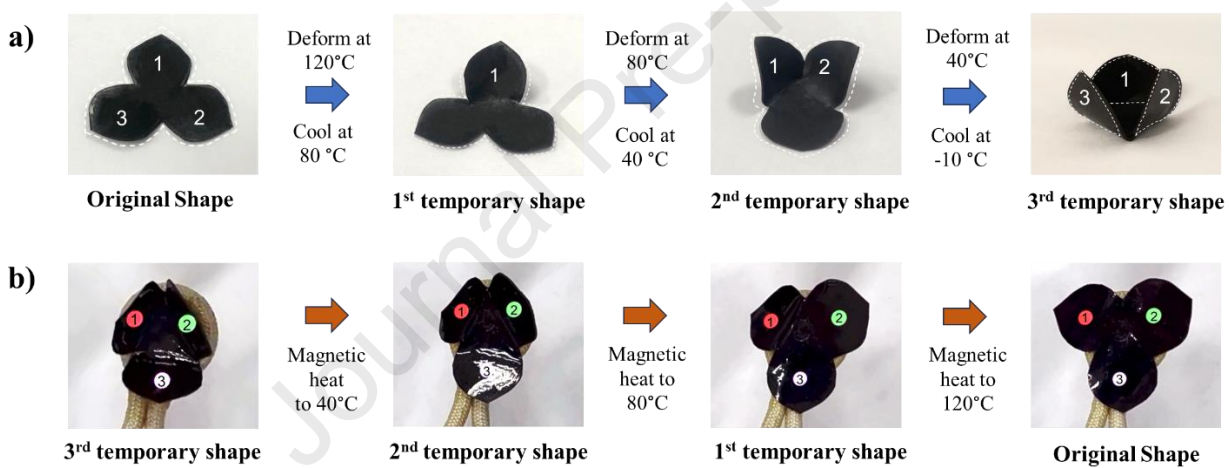 a)
1
3
2
Deform at
120°C
Cool at
80 °C
1
Deform at
80°C
Cool at
40 °C
1
2
Deform at
40°C
Cool at
-10 °C
1
3
2
Original Shape
1st temporary shape
2nd temporary shape
3rd temporary shape
Journal Pre-p
b)
1
2
3
Magnetic
heat
to 40°C
1
2
3
Magnetic
heat to
80°C
1
2
3
Magnetic
heat to
120°C
1
2
3
3rd temporary shape
2nd temporary shape
1st temporary shape
Original Shape